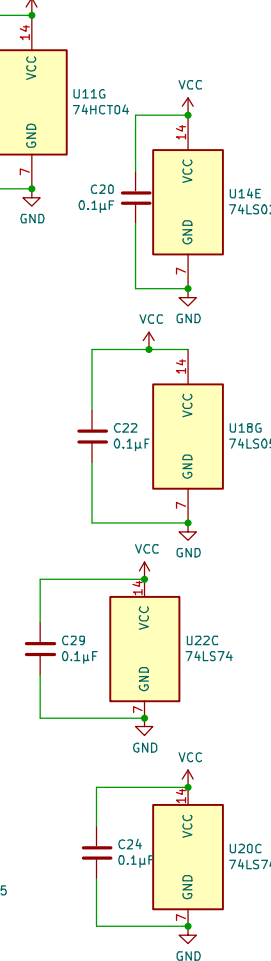 14
VCC
U11G
74HCT04
GND
7
GND
VCC
14
VCC
C20
0.1µF
U14E
GND
7
GND
VCC
14
VCC
C22
0.1µF
U18G
GND
7
GND
VCC
14
VCC
C29
0.1µF
U22C
74LS74
GND
7
GND
VCC
14
VCC
C24
0.1µF
U20C
GND
7
GND
5